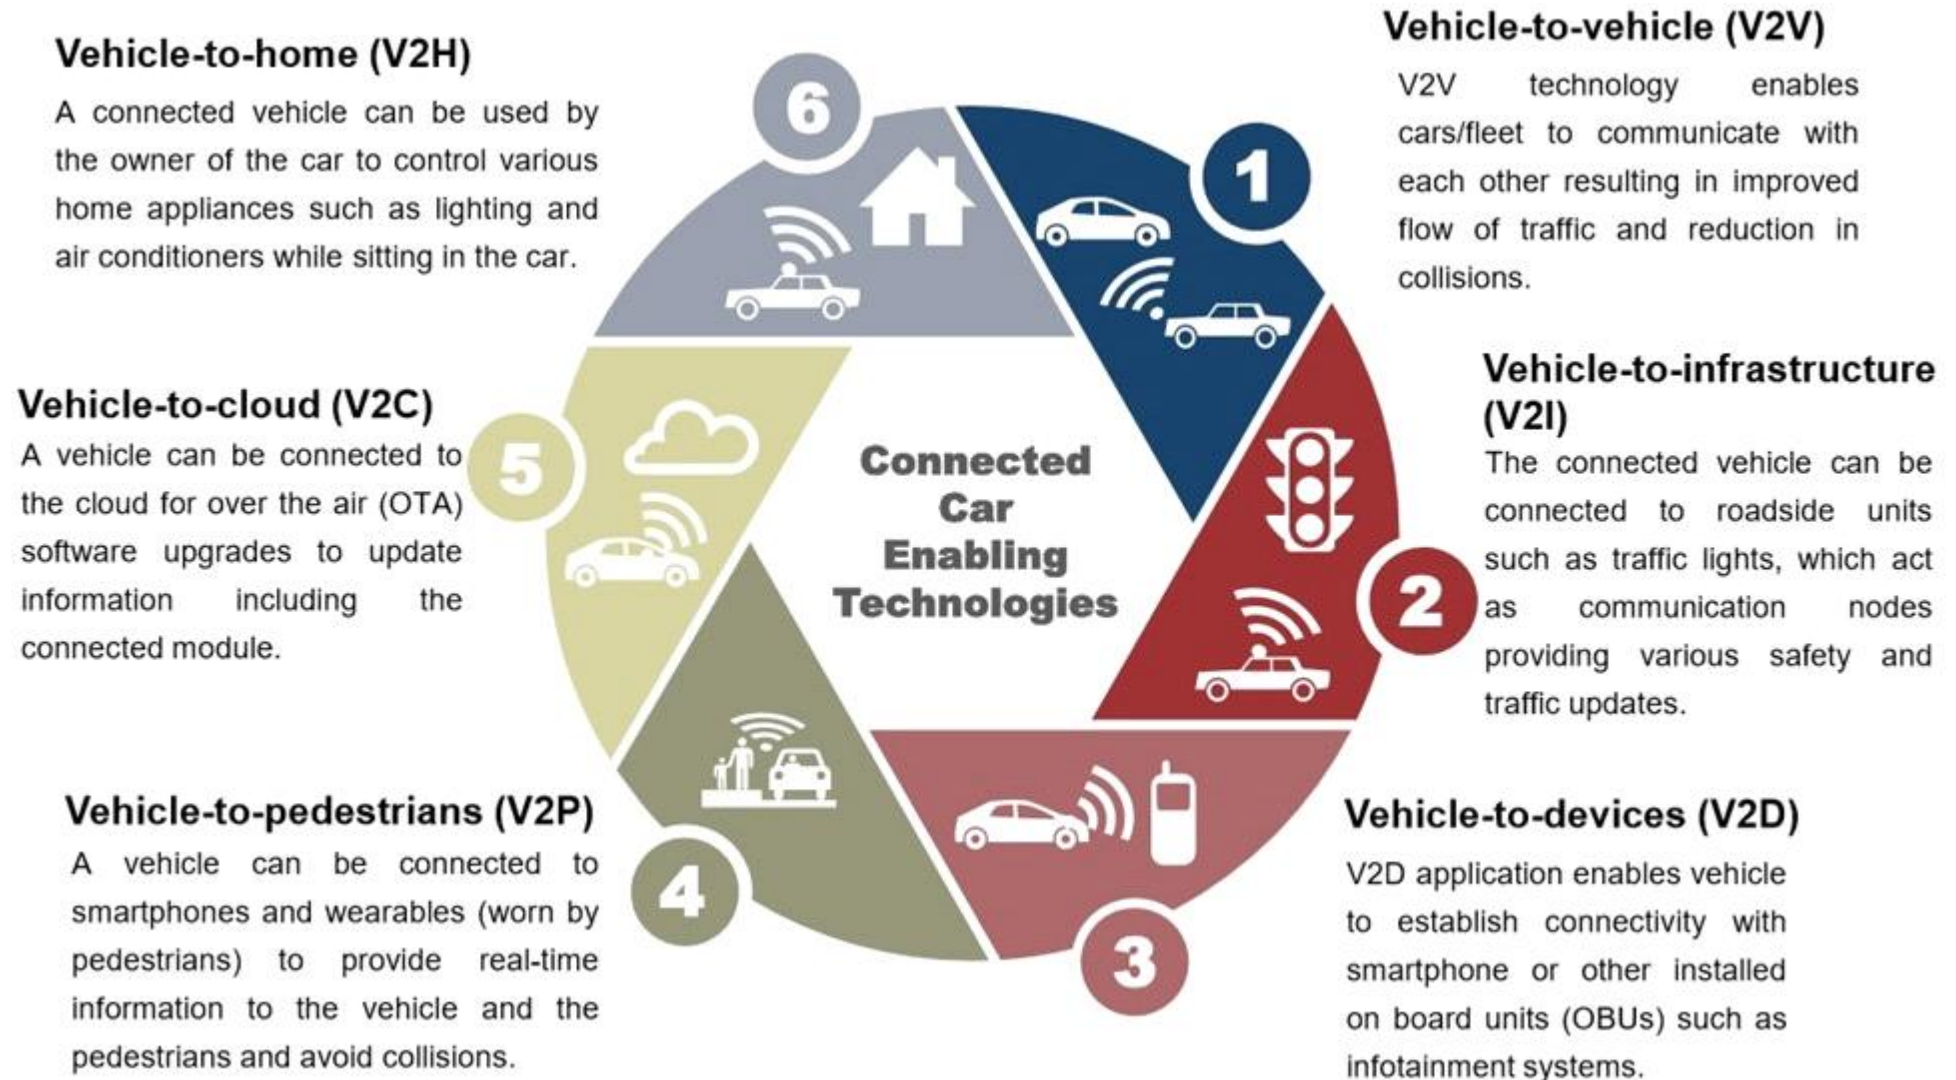 Vehicle-to-home (V2H)
A connected vehicle can be used by
the owner of the car to control various
home appliances such as lighting and
air conditioners while sitting in the car.
6
1
Vehicle-to-vehicle (V2V)
V2V technology enables
cars/fleet to communicate with
each other resulting in improved
flow of traffic and reduction in
collisions.
Vehicle-to-cloud (V2C)
A vehicle can be connected to
the cloud for over the air (OTA)
software upgrades to update
information including the
connected module.
5
Connected
Car
Enabling
Technologies
2
Vehicle-to-infrastructure
(V2I)
The connected vehicle can be
connected to roadside units
such as traffic lights, which act
as communication nodes
providing various safety and
traffic updates.
Vehicle-to-pedestrians (V2P)
A vehicle can be connected to
smartphones and wearables (worn by
pedestrians) to provide real-time
information to the vehicle and the
pedestrians and avoid collisions.
4
3
Vehicle-to-devices (V2D)
V2D application enables vehicle
to establish connectivity with
smartphone or other installed
on board units (OBUs) such as
infotainment systems.